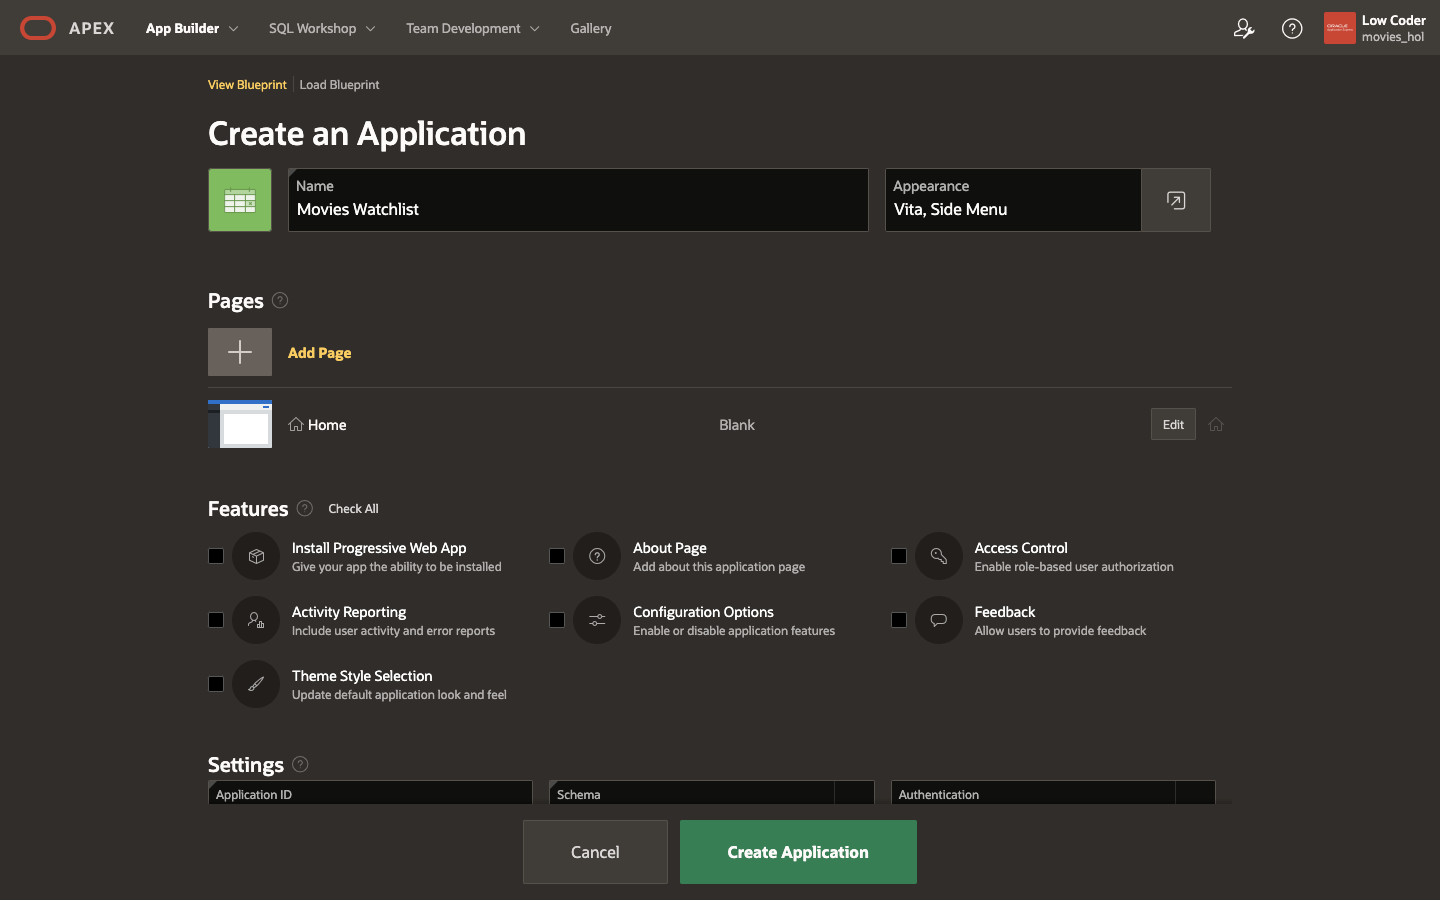 APEX
App Builder
SQL Workshop
Team Development
Gallery
Low Coder
movies_hol
View Blueprint
Load Blueprint
Create an Application
Name
Movies Watchlist
Appearance
Vita, Side Menu
Pages
Add Page
Home
Blank
Edit
Features
Check All
Install Progressive Web App
Give your app the ability to be installed
About Page
Add about this application page
Access Control
Enable role-based user authorization
Activity Reporting
Include user activity and error reports
Configuration Options
Enable or disable application features
Feedback
Allow users to provide feedback
Theme Style Selection
Update default application look and feel
Settings
Application ID
Schema
Authentication
Cancel
Create Application